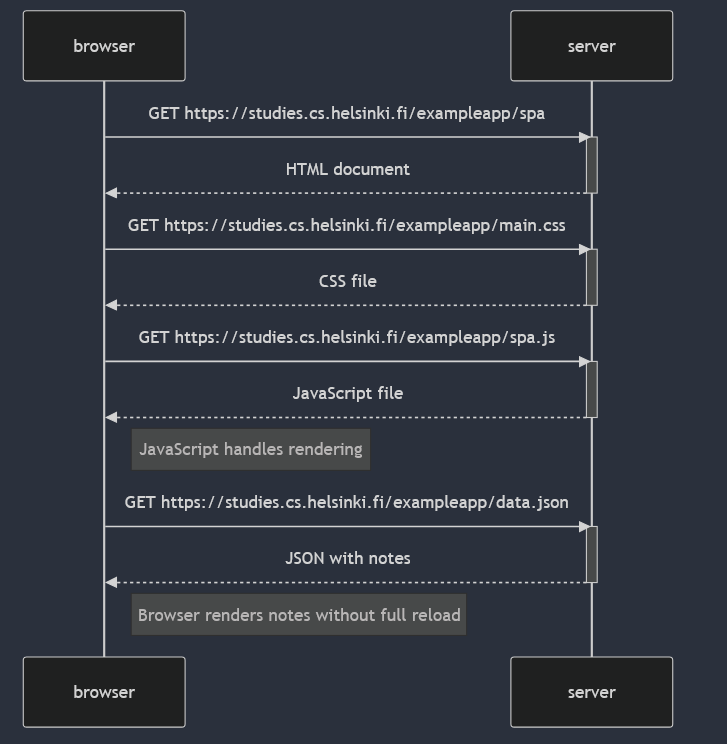 browser
server
GET https://studies.cs.helsinki.fi/exampleapp/spa
HTML document
GET https://studies.cs.helsinki.fi/exampleapp/main.css
CSS file
GET https://studies.cs.helsinki.fi/exampleapp/spa.js
JavaScript file
JavaScript handles rendering
GET https://studies.cs.helsinki.fi/exampleapp/data.json
JSON with notes
Browser renders notes without full reload
browser
server